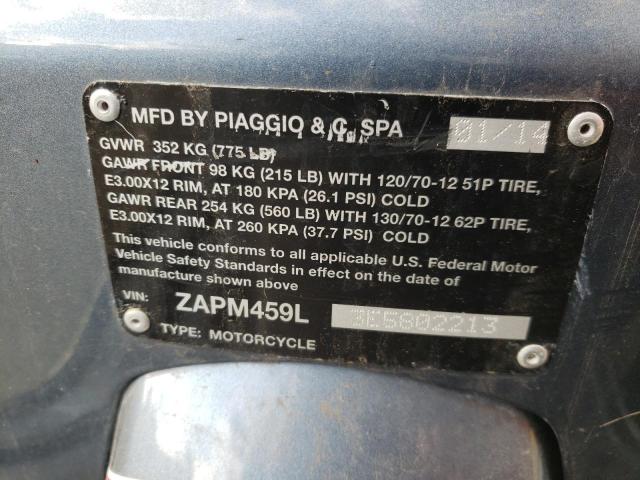 MFD BY PIAGGIO & C. SPA 01/14
GVWR 352 KG (775 LB)
GAWR FRONT 98 KG (215 LB) WITH 120/70-12 51P TIRE,
E3.00X12 RIM, AT 180 KPA (26.1 PSI) COLD
GAWR REAR 254 KG (560 LB) WITH 130/70-12 62P TIRE,
E3.00X12 RIM, AT 260 KPA (37.7 PSI) COLD
This vehicle conforms to all applicable U.S. Federal Motor
Vehicle Safety Standards in effect on the date of
manufacture shown above
VIN: ZAPM459L 3E5802213
TYPE: MOTORCYCLE